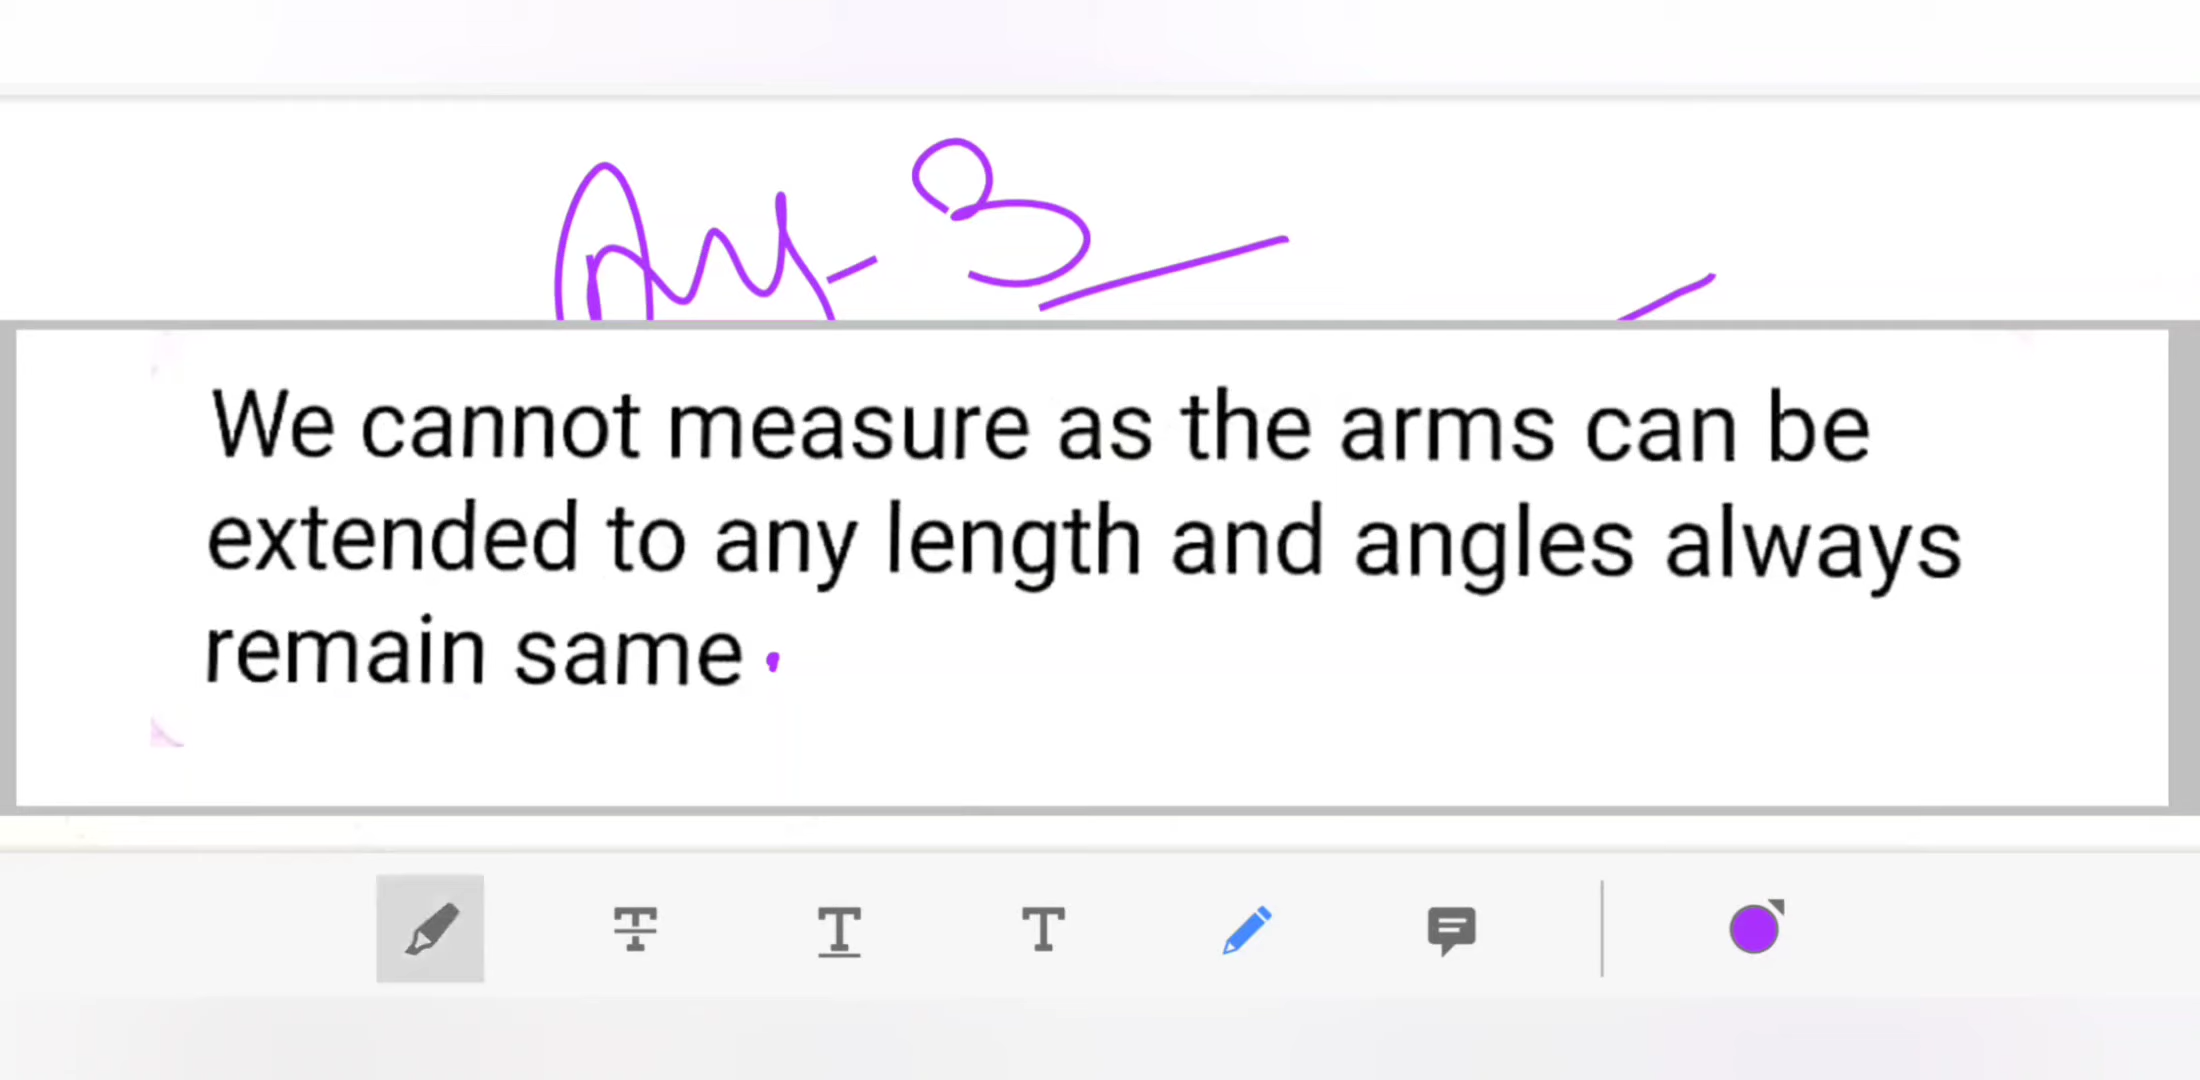 Ans-3
We cannot measure as the arms can be
extended to any length and angles always
remain same.